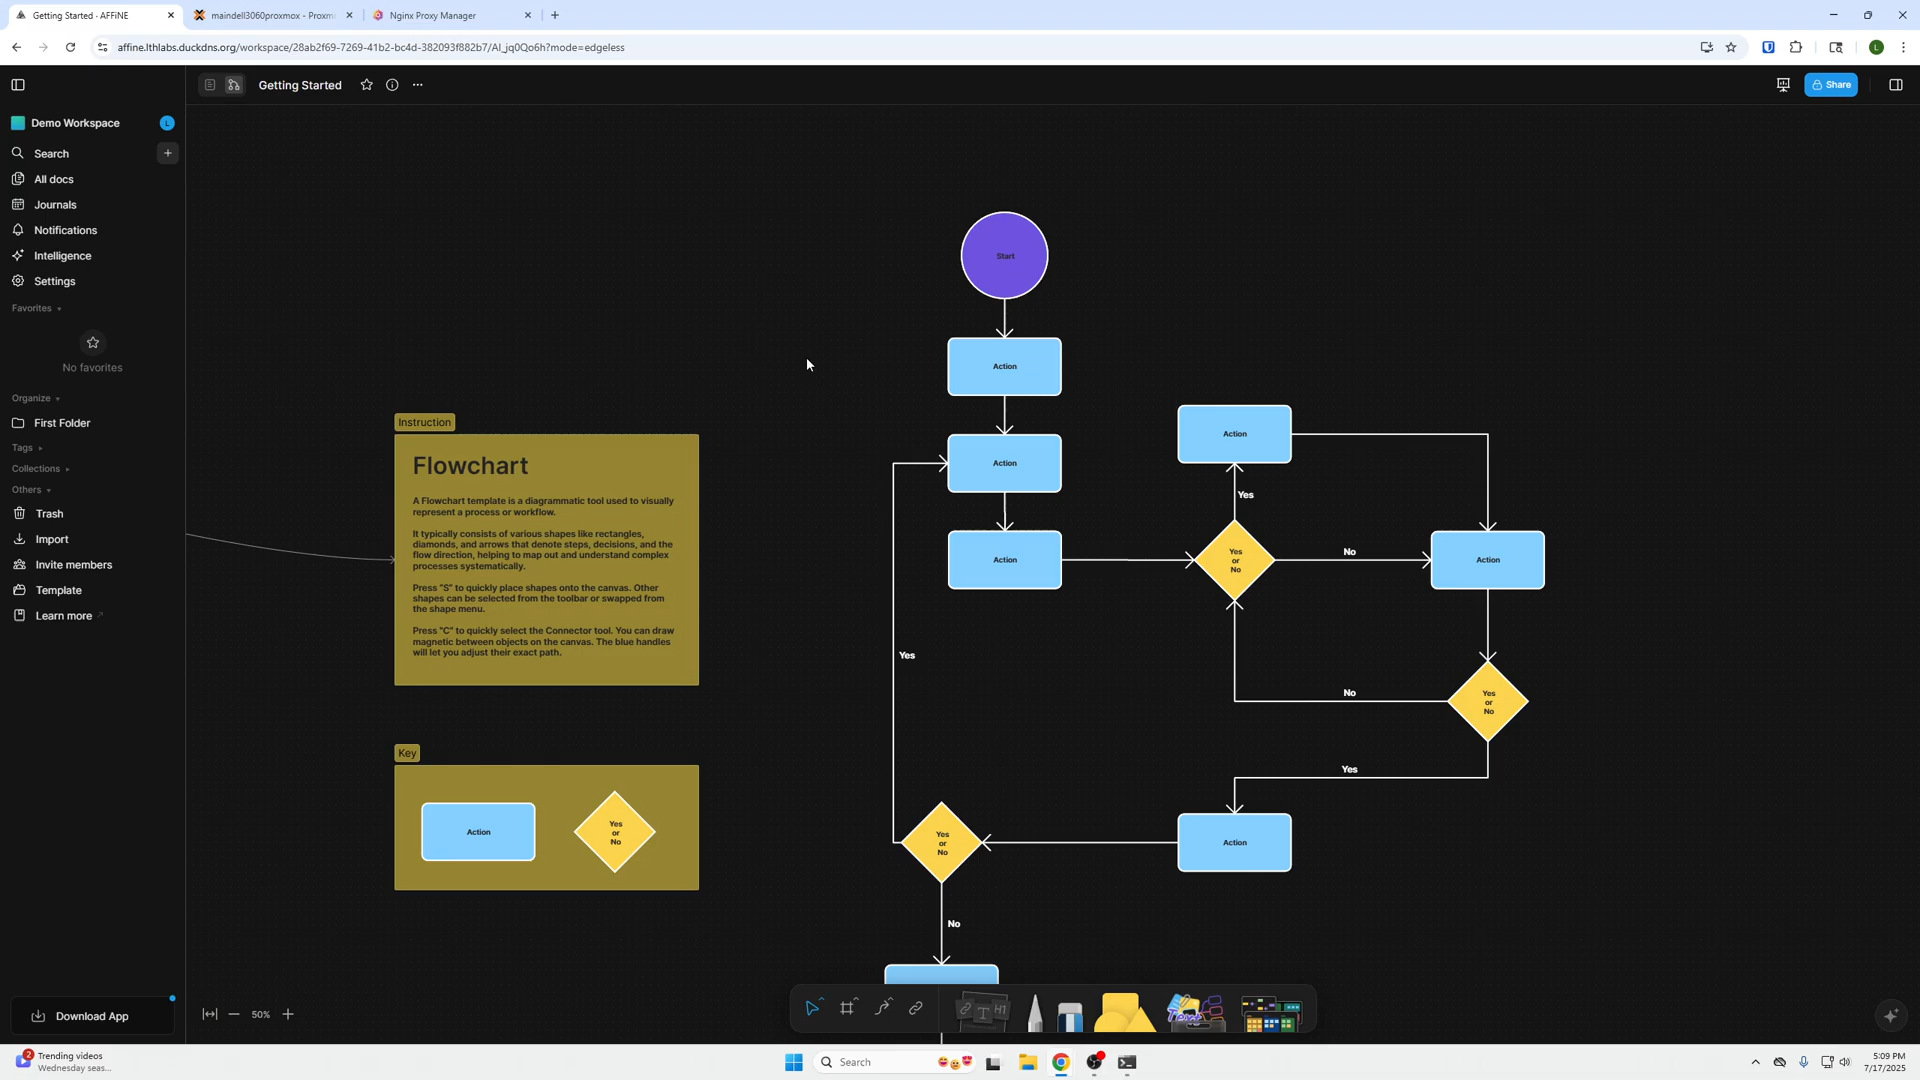 Getting Started - AFFiNE
maindell3060proxmox - Proxm
Nginx Proxy Manager
affine.lthlabs.duckdns.org/workspace/28ab2f69-7269-41b2-bc4d-382093f882b7/AI_jq0Qo6h?mode=edgeless
L
Getting Started
Share
Demo Workspace
L
Search
All docs
Journals
Notifications
Intelligence
Settings
Favorites
No favorites
Organize
First Folder
Tags
Collections
Others
Trash
Import
Invite members
Template
Learn more
Download App
Instruction
Flowchart
A Flowchart template is a diagrammatic tool used to visually
represent a process or workflow.
It typically consists of various shapes like rectangles,
diamonds, and arrows that denote steps, decisions, and the
flow direction, helping to map out and understand complex
processes systematically.
Press "S" to quickly place shapes onto the canvas. Other
shapes can be selected from the toolbar or swapped from
the shape menu.
Press "C" to quickly select the Connector tool. You can draw
magnetic between objects on the canvas. The blue handles
will let you adjust their exact path.
Key
Action
Yes
or
No
Start
Action
Action
Action
Action
Yes
Yes
or
No
No
Action
Yes
No
Yes
or
No
Yes
Yes
or
No
Action
No
50%
T
H1
2
Trending videos
Wednesday seas...
Search
5:09 PM
7/17/2025